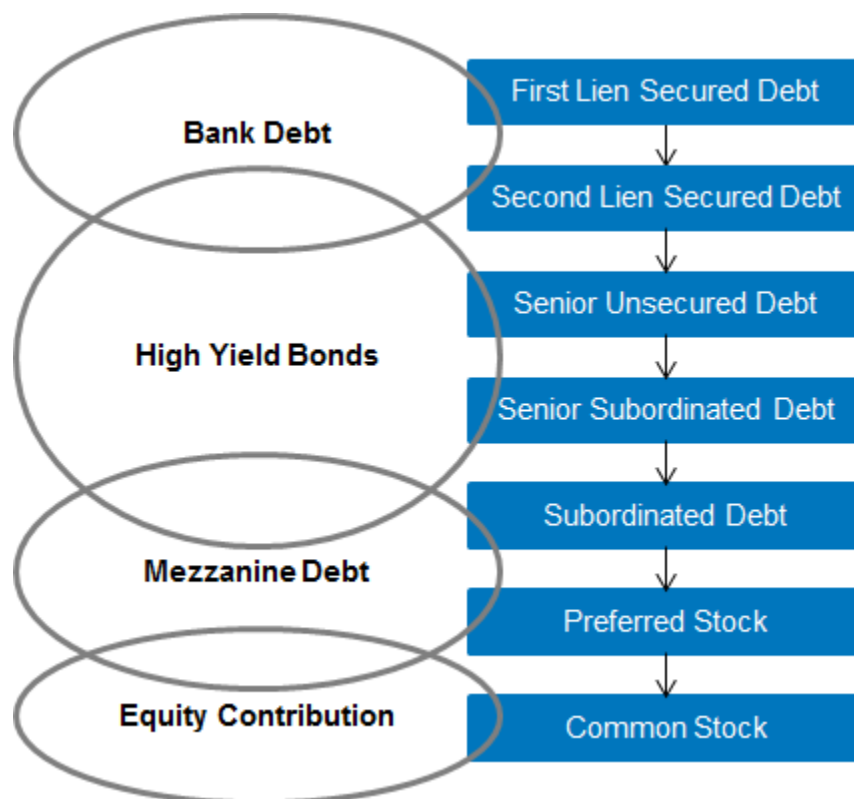 Bank Debt
High Yield Bonds
Mezzanine Debt
Equity Contribution
First Lien Secured Debt
Second Lien Secured Debt
Senior Unsecured Debt
Senior Subordinated Debt
Subordinated Debt
Preferred Stock
Common Stock